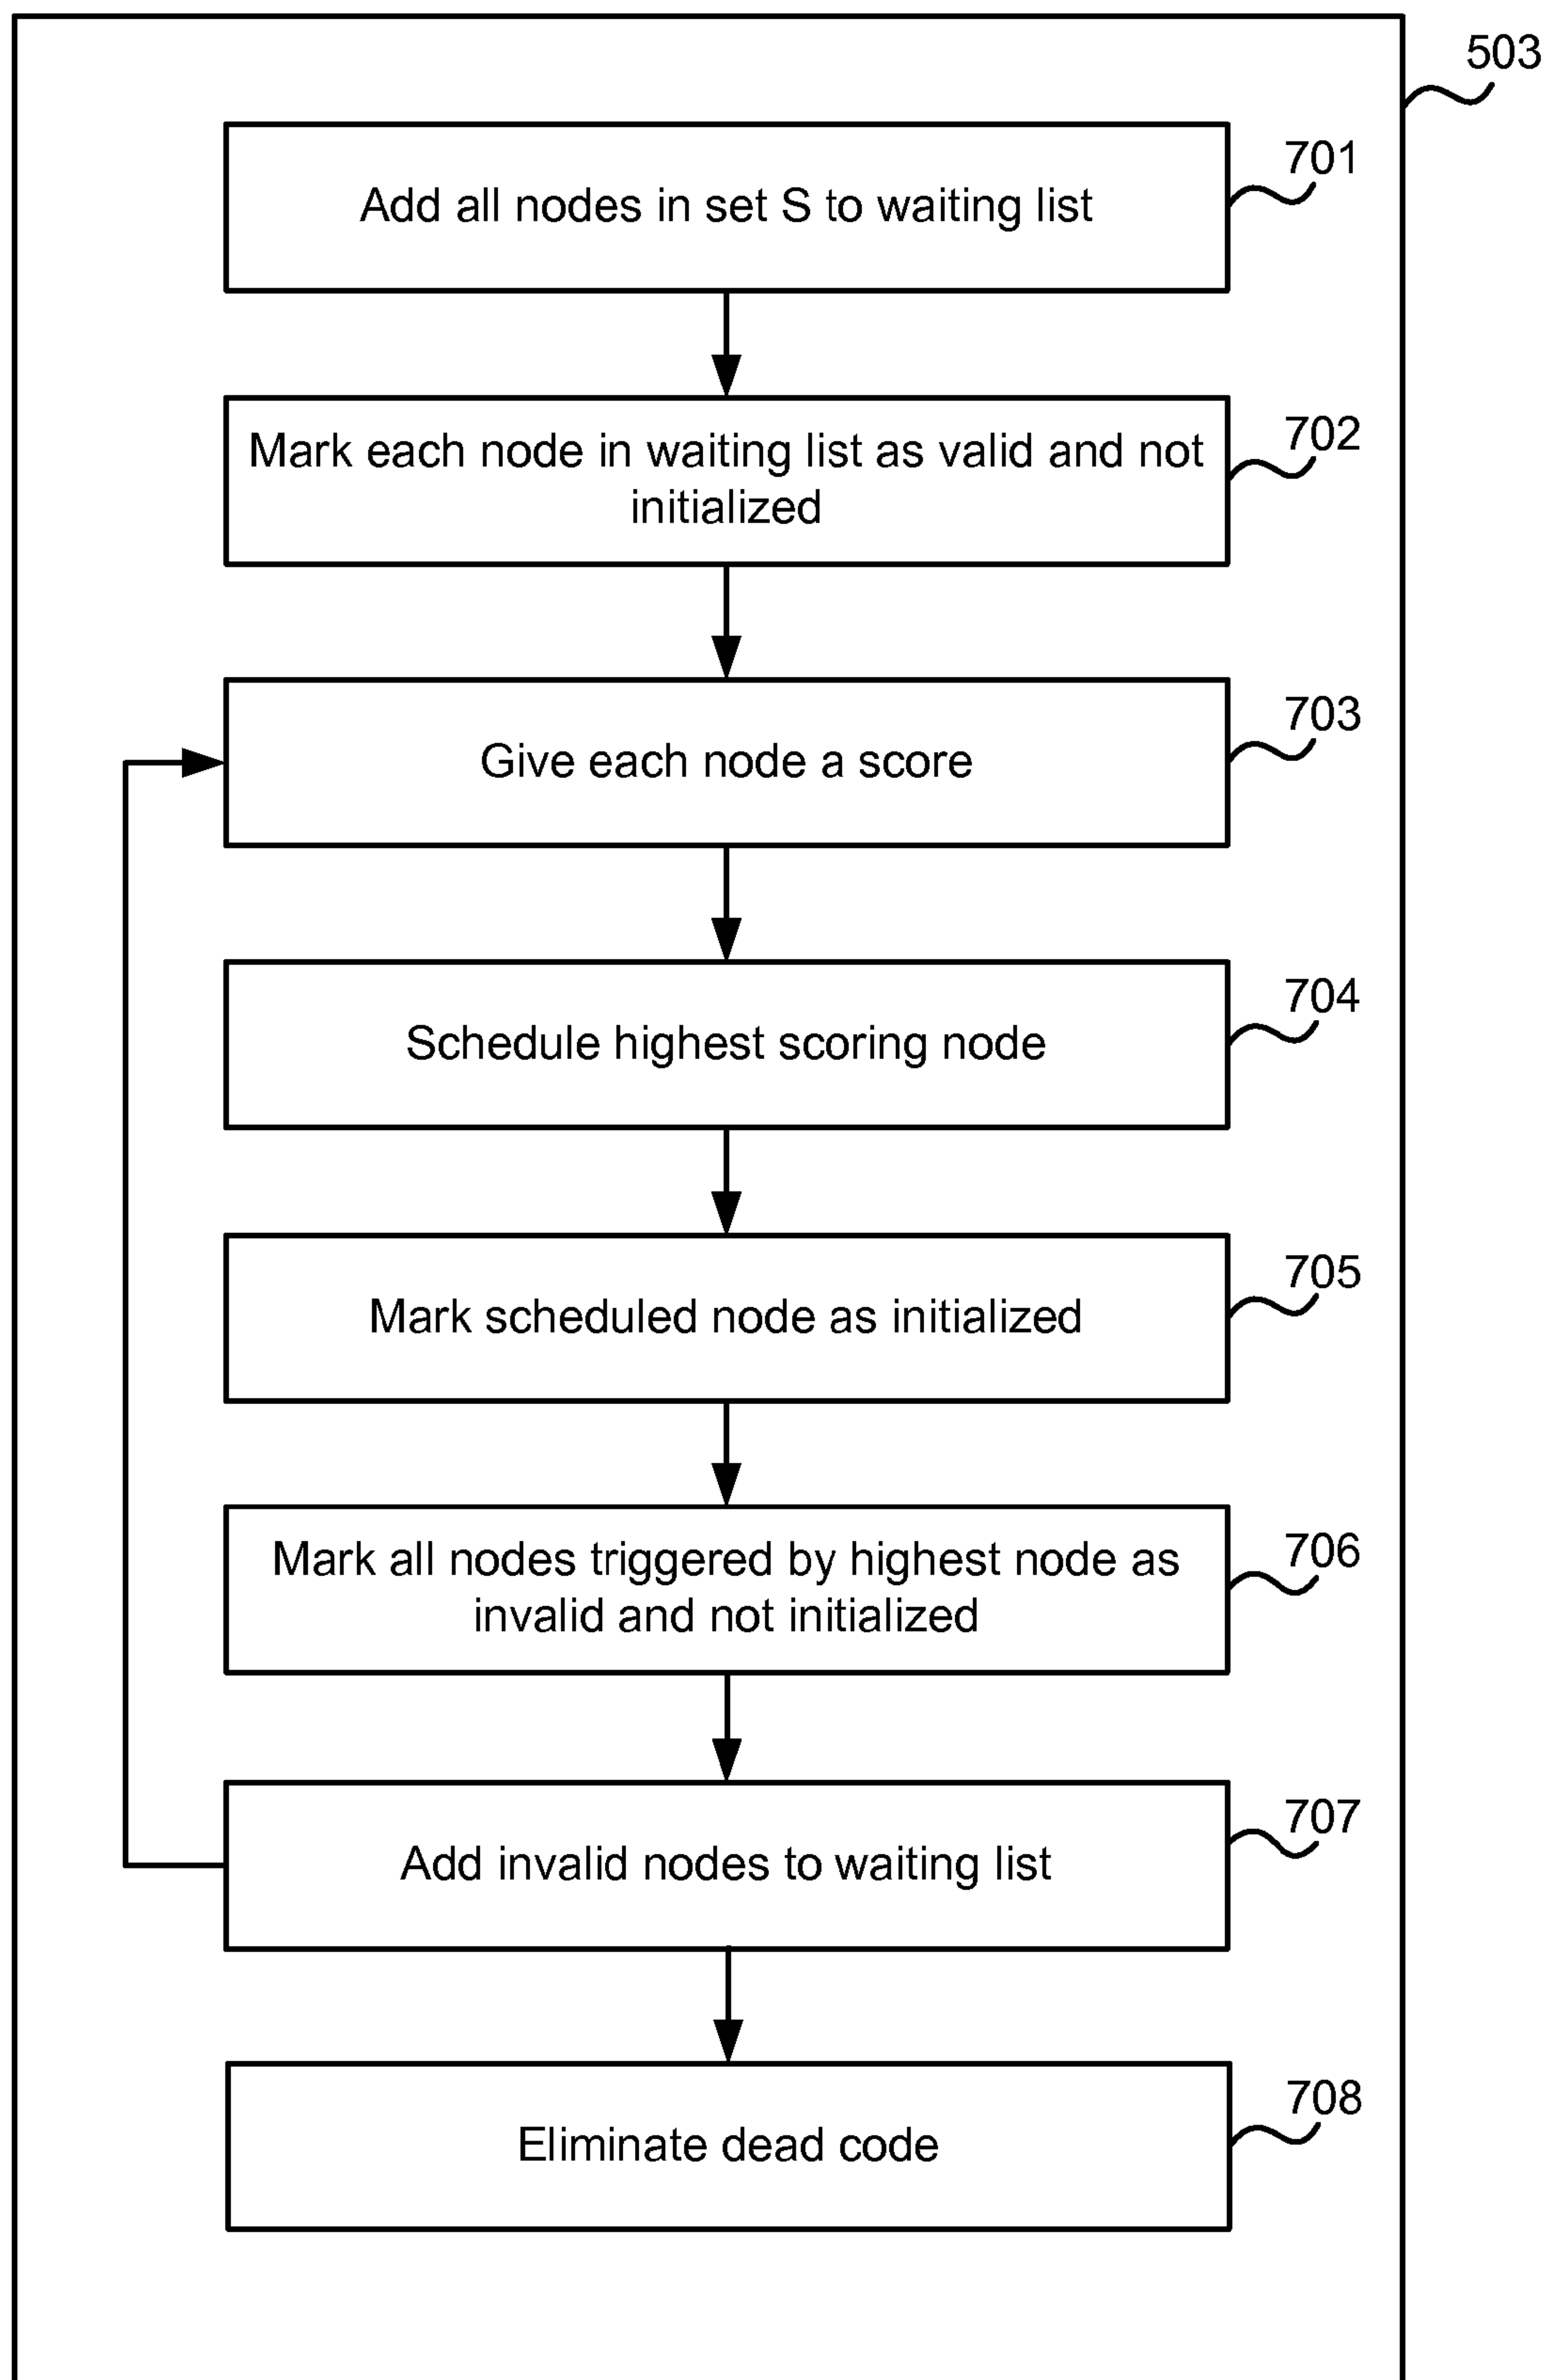 503
701
Add all nodes in set S to waiting list
702
Mark each node in waiting list as valid and not
initialized
703
Give each node a score
704
Schedule highest scoring node
705
Mark scheduled node as initialized
706
Mark all nodes triggered by highest node as
invalid and not initialized
707
Add invalid nodes to waiting list
708
Eliminate dead code